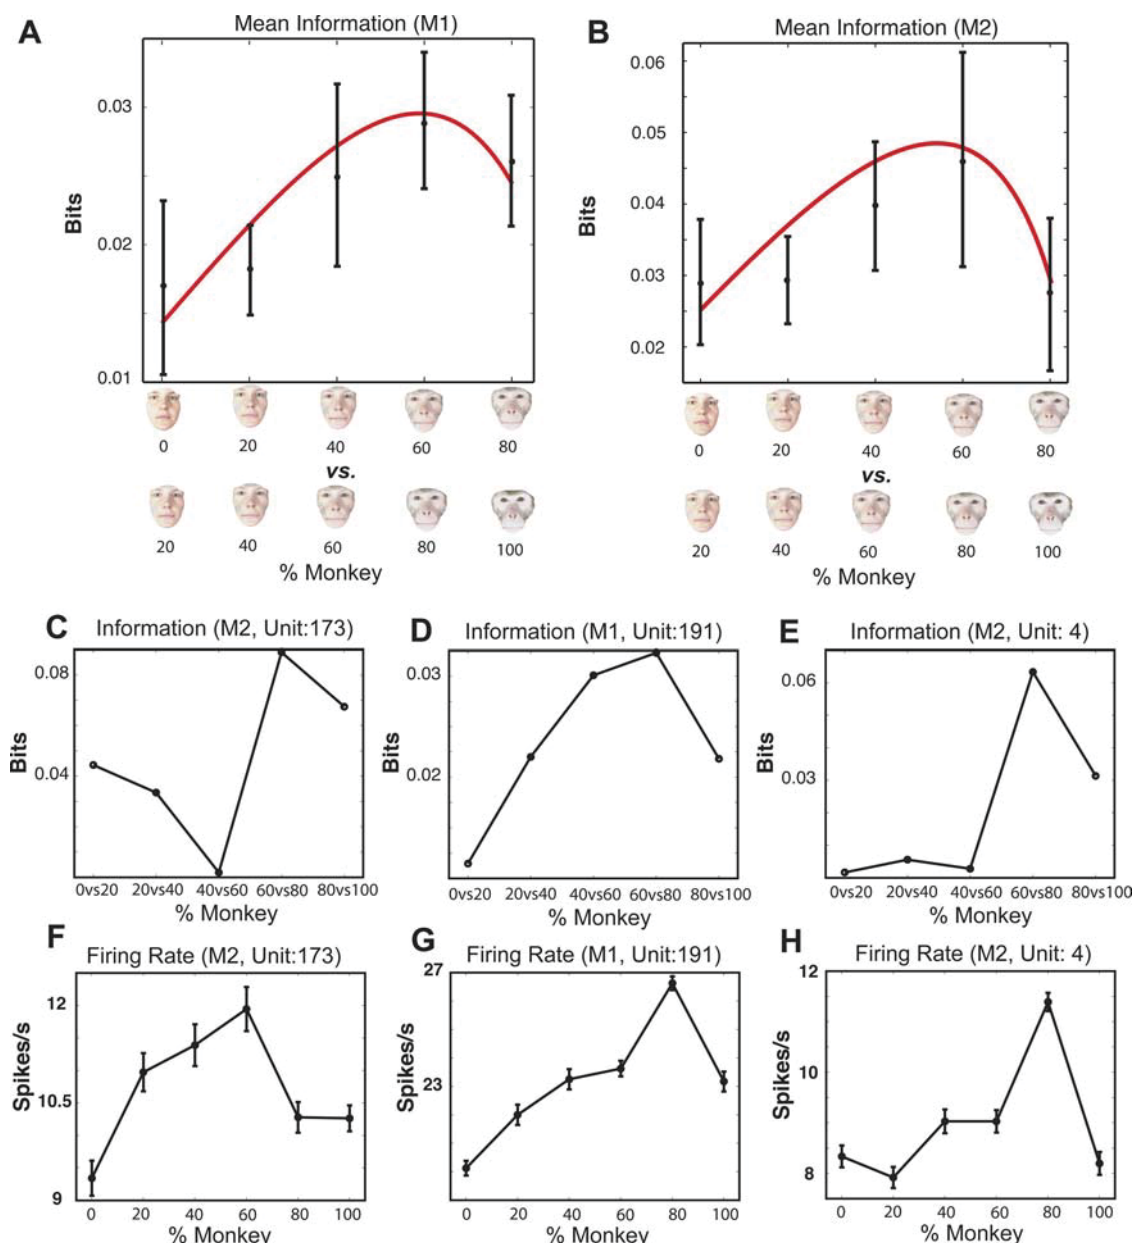 A Mean Information (M1)
Bits
0.03
0.02
0.01
0 20 40 60 80
vs.
20 40 60 80 100
% Monkey
B Mean Information (M2)
Bits
0.06
0.05
0.04
0.03
0.02
0 20 40 60 80
vs.
20 40 60 80 100
% Monkey
C Information (M2, Unit:173)
Bits
0.08
0.04
0vs20 20vs40 40vs60 60vs80 80vs100
% Monkey
D Information (M1, Unit:191)
Bits
0.03
0.02
0vs20 20vs40 40vs60 60vs80 80vs100
% Monkey
E Information (M2, Unit: 4)
Bits
0.06
0.03
0vs20 20vs40 40vs60 60vs80 80vs100
% Monkey
F Firing Rate (M2, Unit:173)
Spikes/s
12
10.5
9
0 20 40 60 80 100
% Monkey
G Firing Rate (M1, Unit:191)
Spikes/s
27
23
0 20 40 60 80 100
% Monkey
H Firing Rate (M2, Unit: 4)
Spikes/s
12
10
8
0 20 40 60 80 100
% Monkey